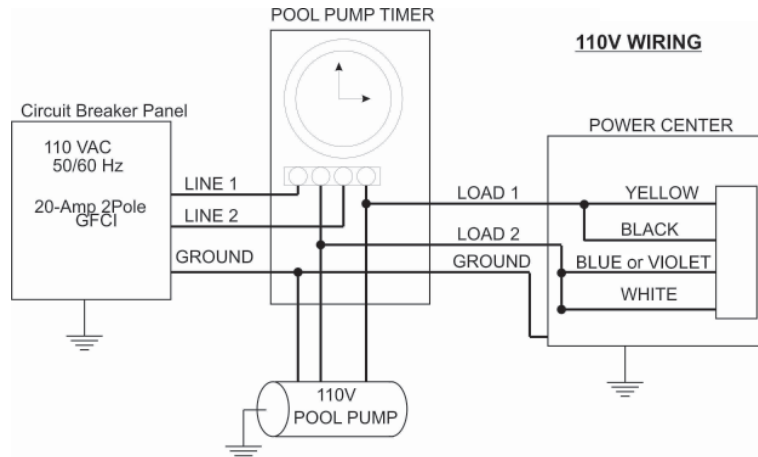 POOL PUMP TIMER
110V WIRING
Circuit Breaker Panel
110 VAC
50/60 Hz
20-Amp 2Pole
GFCI
LINE 1
LINE 2
GROUND
LOAD 1
LOAD 2
GROUND
POWER CENTER
YELLOW
BLACK
BLUE or VIOLET
WHITE
110V
POOL PUMP